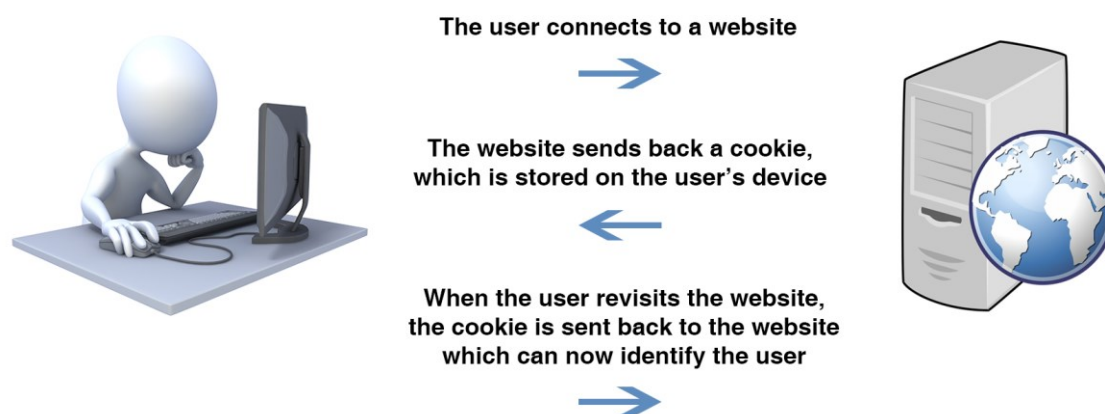 The user connects to a website
The website sends back a cookie,
which is stored on the user's device
When the user revisits the website,
the cookie is sent back to the website
which can now identify the user